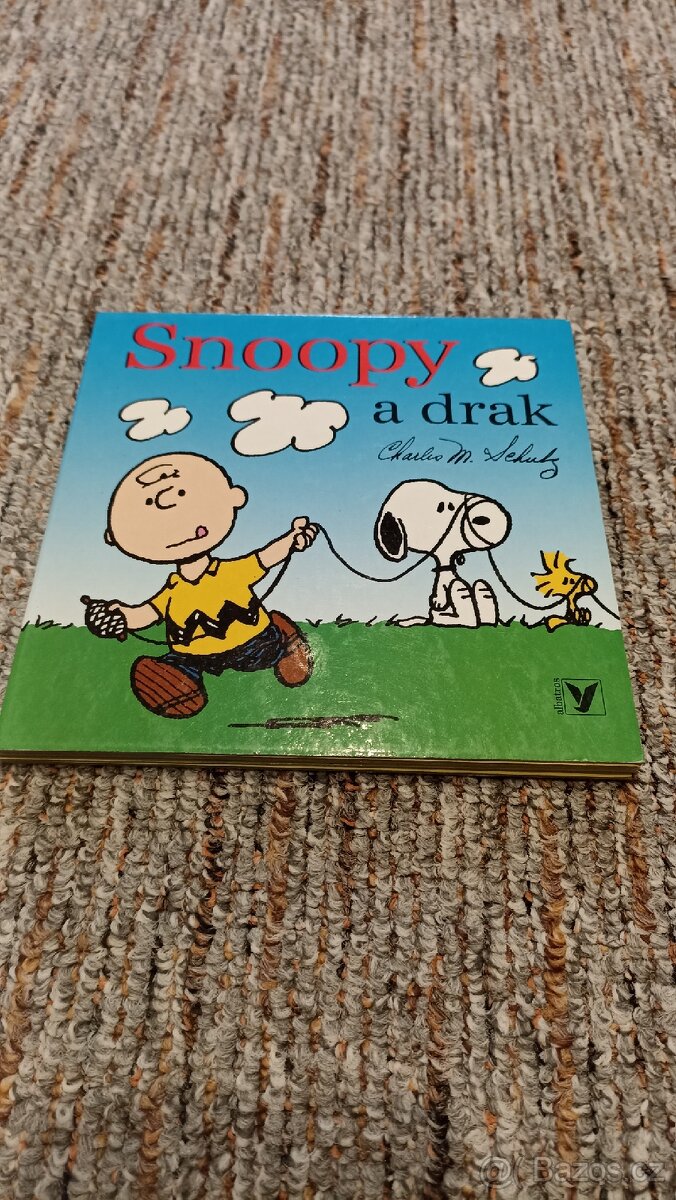 Snoopy
a drak
Charles M. Schulz
albatros
Bazos.cz